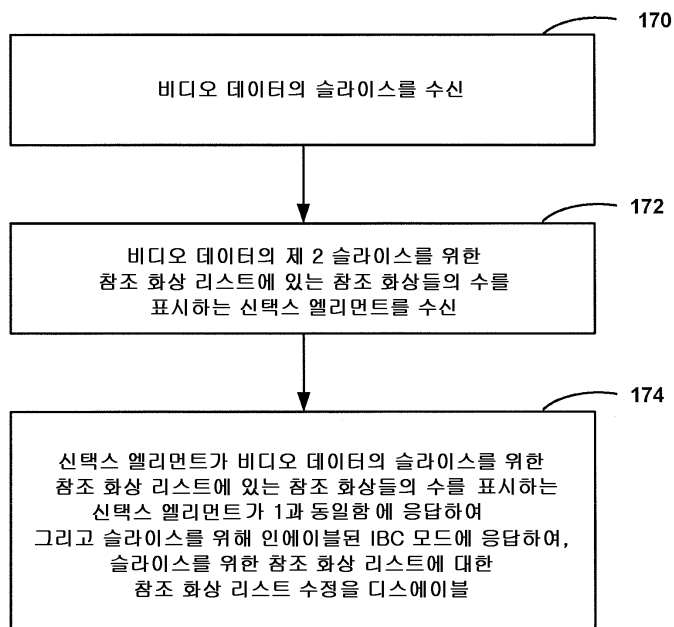 170
비디오 데이터의 슬라이스를 수신
172
비디오 데이터의 제 2 슬라이스를 위한
참조 화상 리스트에 있는 참조 화상들의 수를
표시하는 신택스 엘리먼트를 수신
174
신택스 엘리먼트가 비디오 데이터의 슬라이스를 위한
참조 화상 리스트에 있는 참조 화상들의 수를 표시하는
신택스 엘리먼트가 1과 동일함에 응답하여
그리고 슬라이스를 위해 인에이블된 IBC 모드에 응답하여,
슬라이스를 위한 참조 화상 리스트에 대한
참조 화상 리스트 수정을 디스에이블